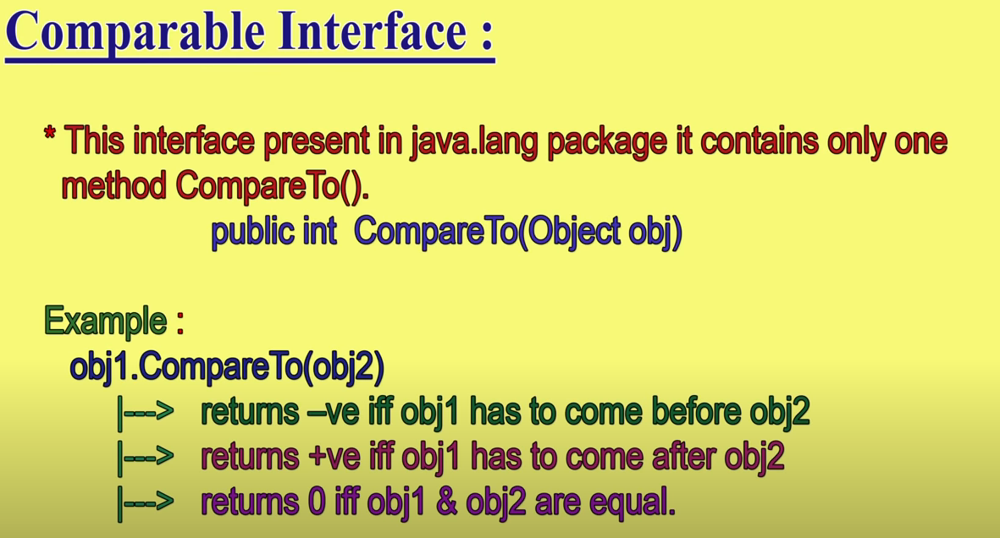 Comparable Interface :
* This interface present in java.lang package it contains only one
method CompareTo().
public int CompareTo(Object obj)
Example :
obj1.CompareTo(obj2)
|---> returns –ve iff obj1 has to come before obj2
|---> returns +ve iff obj1 has to come after obj2
|---> returns 0 iff obj1 & obj2 are equal.